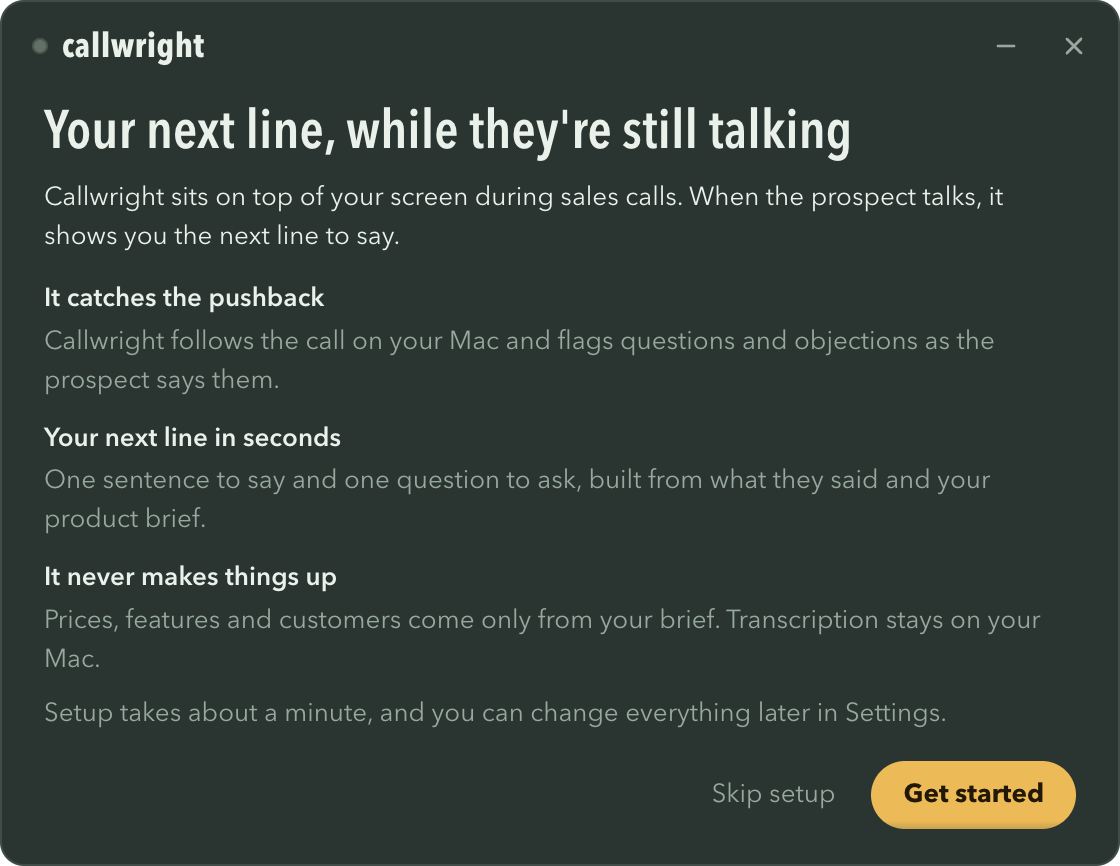 callwright
Your next line, while they're still talking
Callwright sits on top of your screen during sales calls. When the prospect talks, it
shows you the next line to say.
It catches the pushback
Callwright follows the call on your Mac and flags questions and objections as the
prospect says them.
Your next line in seconds
One sentence to say and one question to ask, built from what they said and your
product brief.
It never makes things up
Prices, features and customers come only from your brief. Transcription stays on your
Mac.
Setup takes about a minute, and you can change everything later in Settings.
Skip setup
Get started